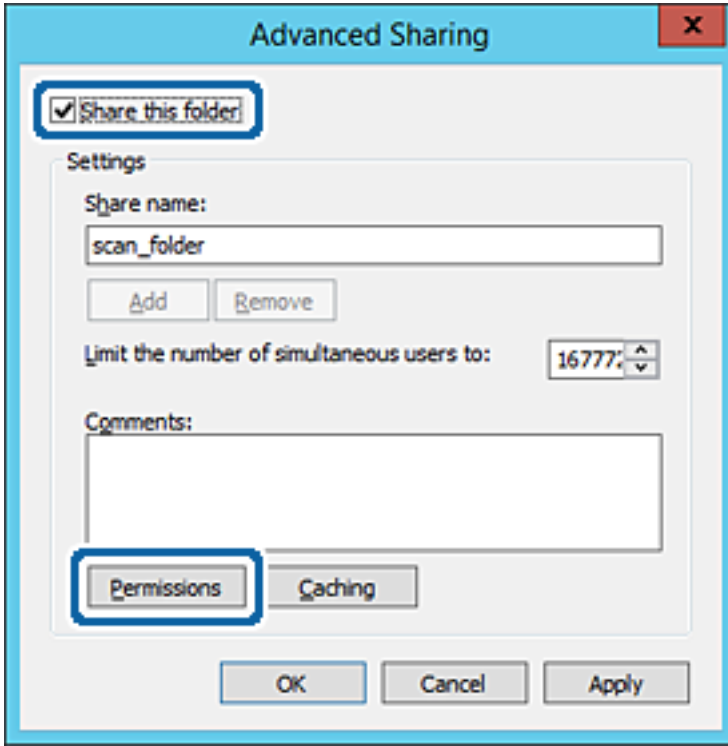 Advanced Sharing
x
Share this folder
Settings
Share name:
scan_folder
Add Remove
Limit the number of simultaneous users to: 16777
Comments:
Permissions Caching
OK Cancel Apply